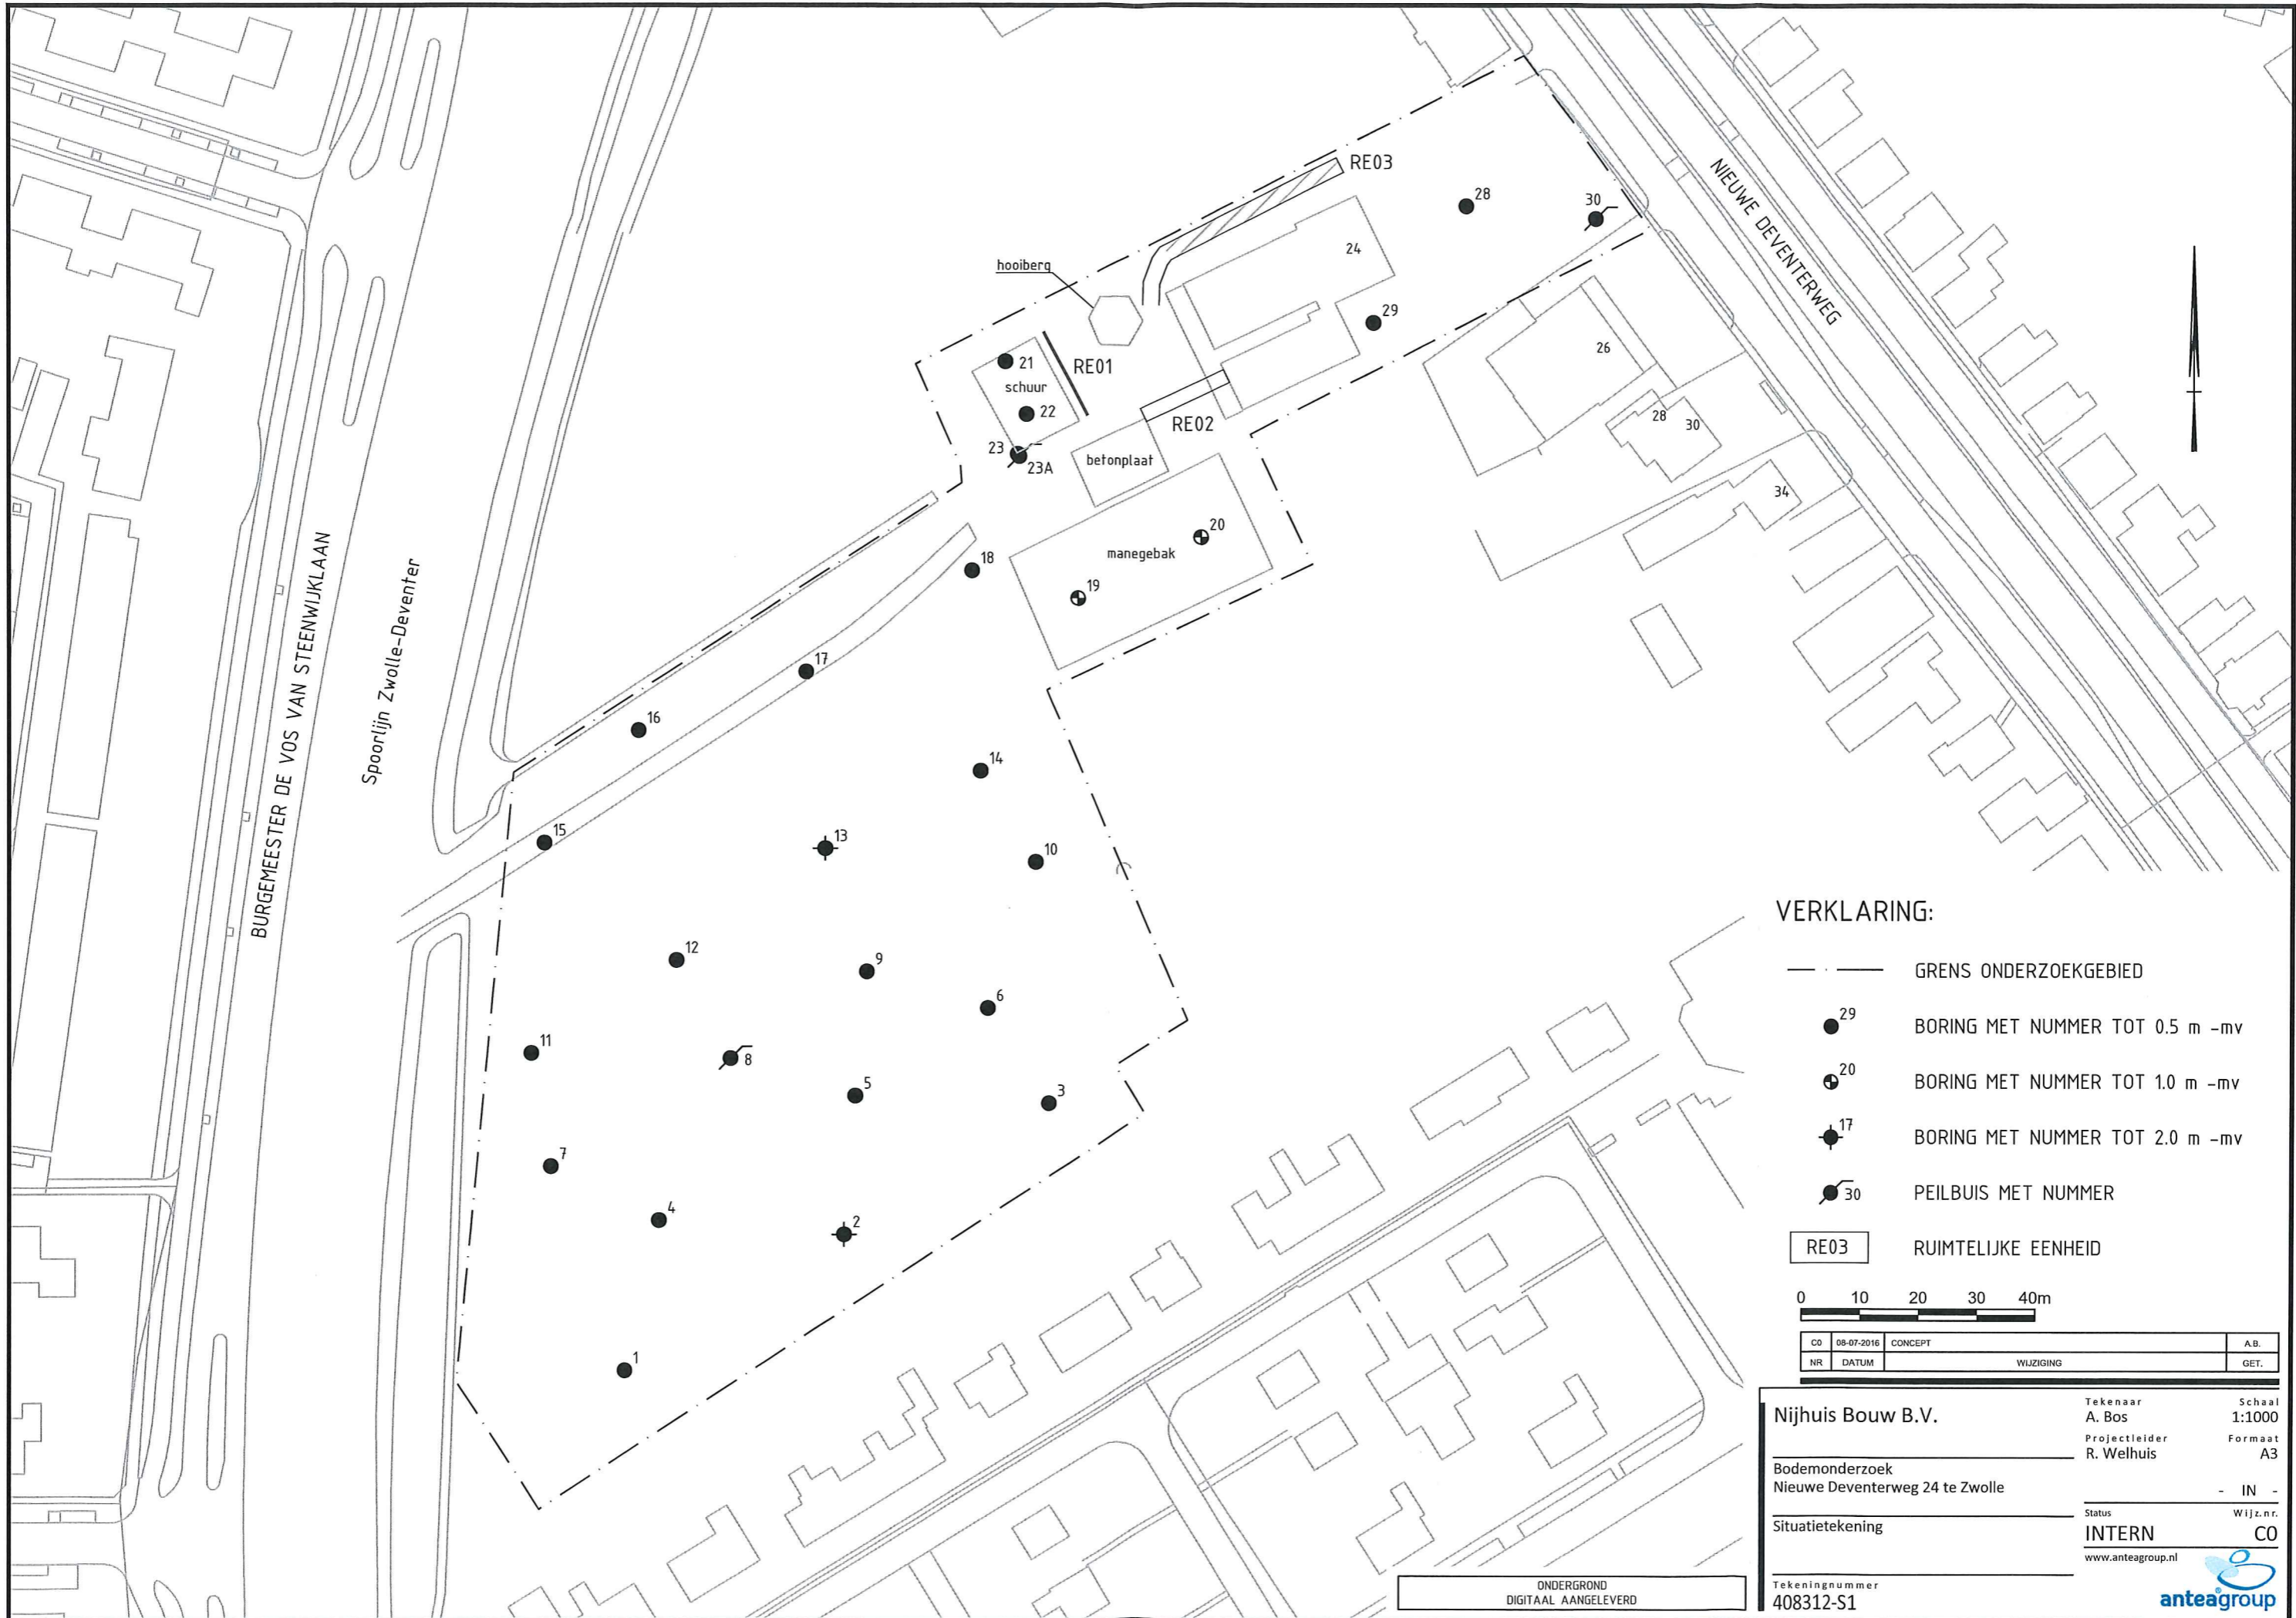 RE03
28
30
NIEUWE DEVENTERWEG
24
hooiberg
29
26
21
RE01
schuur
22
28
30
RE02
23
23A
betonplaat
34
20
manegebak
18
19
BURGEMEESTER DE VOS VAN STEENWIJKLAAN
Spoorlijn Zwolle-Deventer
17
16
14
15
13
10
12
9
6
11
8
5
3
7
4
2
1
VERKLARING:
GRENS ONDERZOEKGEBIED
29 BORING MET NUMMER TOT 0.5 m -mv
20 BORING MET NUMMER TOT 1.0 m -mv
17 BORING MET NUMMER TOT 2.0 m -mv
30 PEILBUIS MET NUMMER
RE03 RUIMTELIJKE EENHEID
0 10 20 30 40m
C0 08-07-2016 CONCEPT A.B.
NR DATUM WIJZIGING GET.
Nijhuis Bouw B.V.
Tekenaar Schaal
A. Bos 1:1000
Projectleider Formaat
R. Welhuis A3
Bodemonderzoek
Nieuwe Deventerweg 24 te Zwolle
- IN -
Situatietekening
Status Wijz.nr.
INTERN C0
www.anteagroup.nl
Tekeningnummer
408312-S1
anteagroup
ONDERGROND
DIGITAAL AANGELEVERD